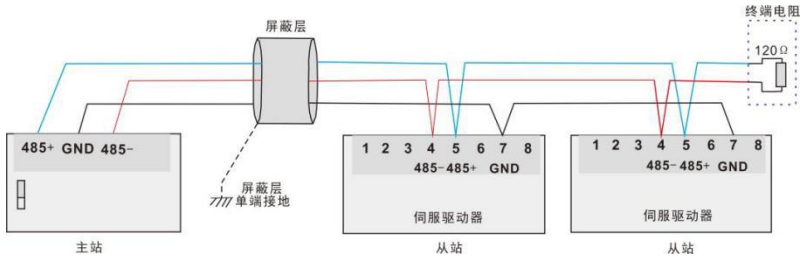 终端电阻
屏蔽层
120Ω
485+ GND 485-
1 2 3 4 5 6 7 8
485- 485+ GND
1 2 3 4 5 6 7 8
485- 485+ GND
屏蔽层
单端接地
伺服驱动器
伺服驱动器
主站
从站
从站